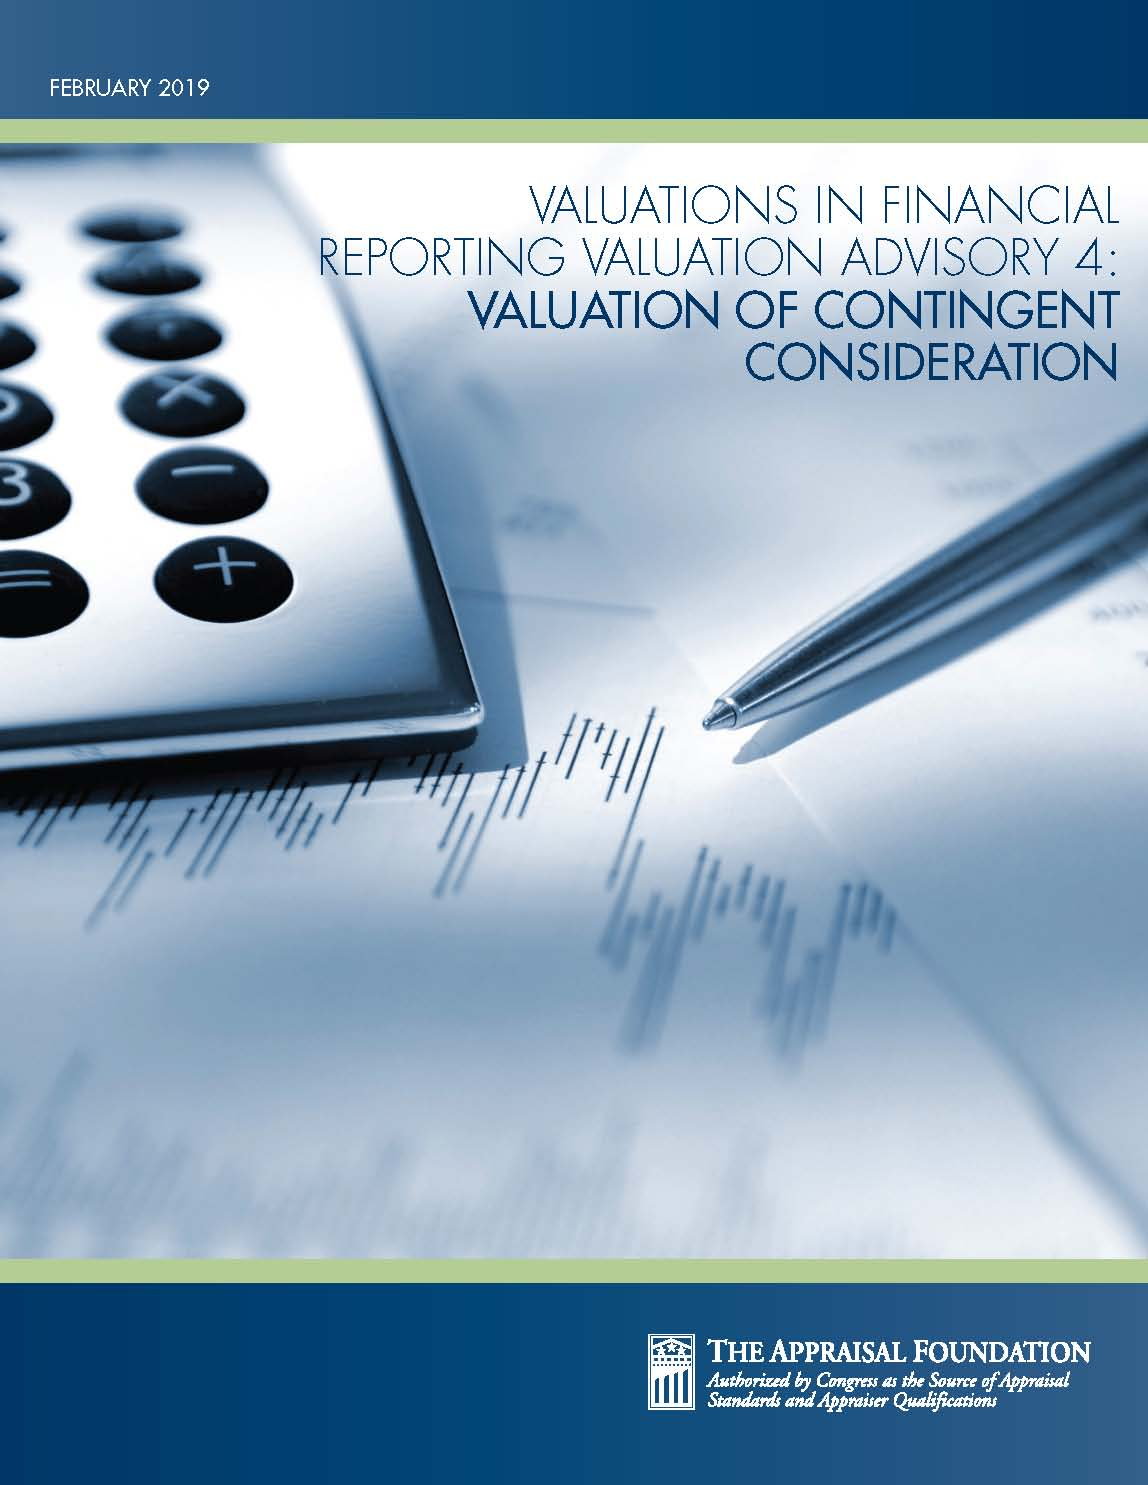 FEBRUARY 2019
VALUATIONS IN FINANCIAL
REPORTING VALUATION ADVISORY 4:
VALUATION OF CONTINGENT
CONSIDERATION
×
−
3
+
=
THE APPRAISAL FOUNDATION
Authorized by Congress as the Source of Appraisal
Standards and Appraiser Qualifications